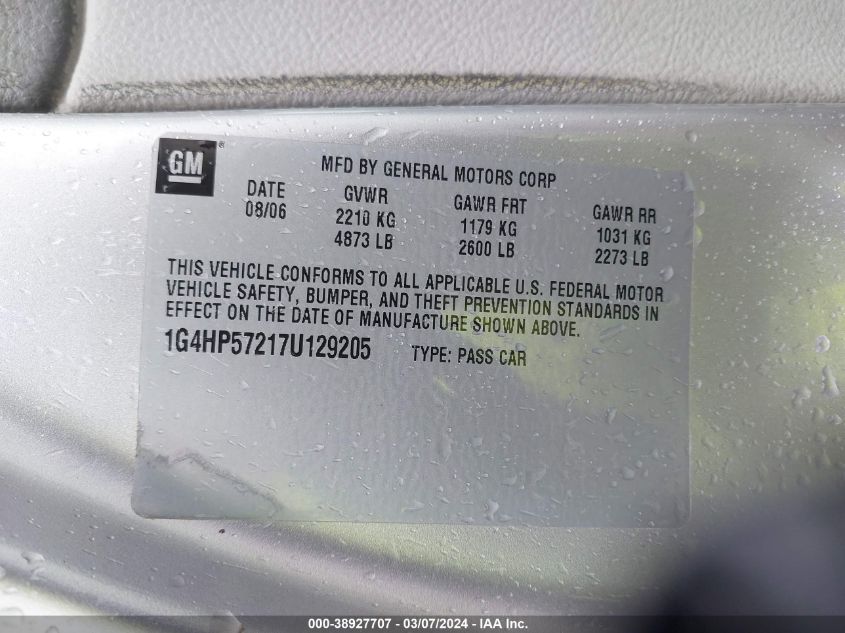 GM ®
MFD BY GENERAL MOTORS CORP
DATE GVWR GAWR FRT GAWR RR
08/06 2210 KG 1179 KG 1031 KG
4873 LB 2600 LB 2273 LB
THIS VEHICLE CONFORMS TO ALL APPLICABLE U.S. FEDERAL MOTOR
VEHICLE SAFETY, BUMPER, AND THEFT PREVENTION STANDARDS IN
EFFECT ON THE DATE OF MANUFACTURE SHOWN ABOVE.
1G4HP57217U129205 TYPE: PASS CAR
000-38927707 - 03/07/2024 - IAA Inc.